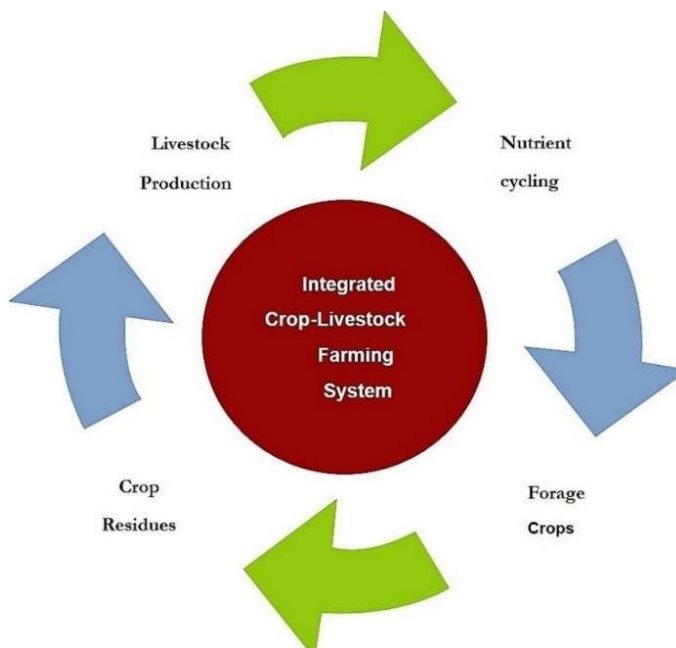 Livestock
Production
Nutrient
cycling
Integrated
Crop-Livestock
Farming
System
Crop
Residues
Forage
Crops